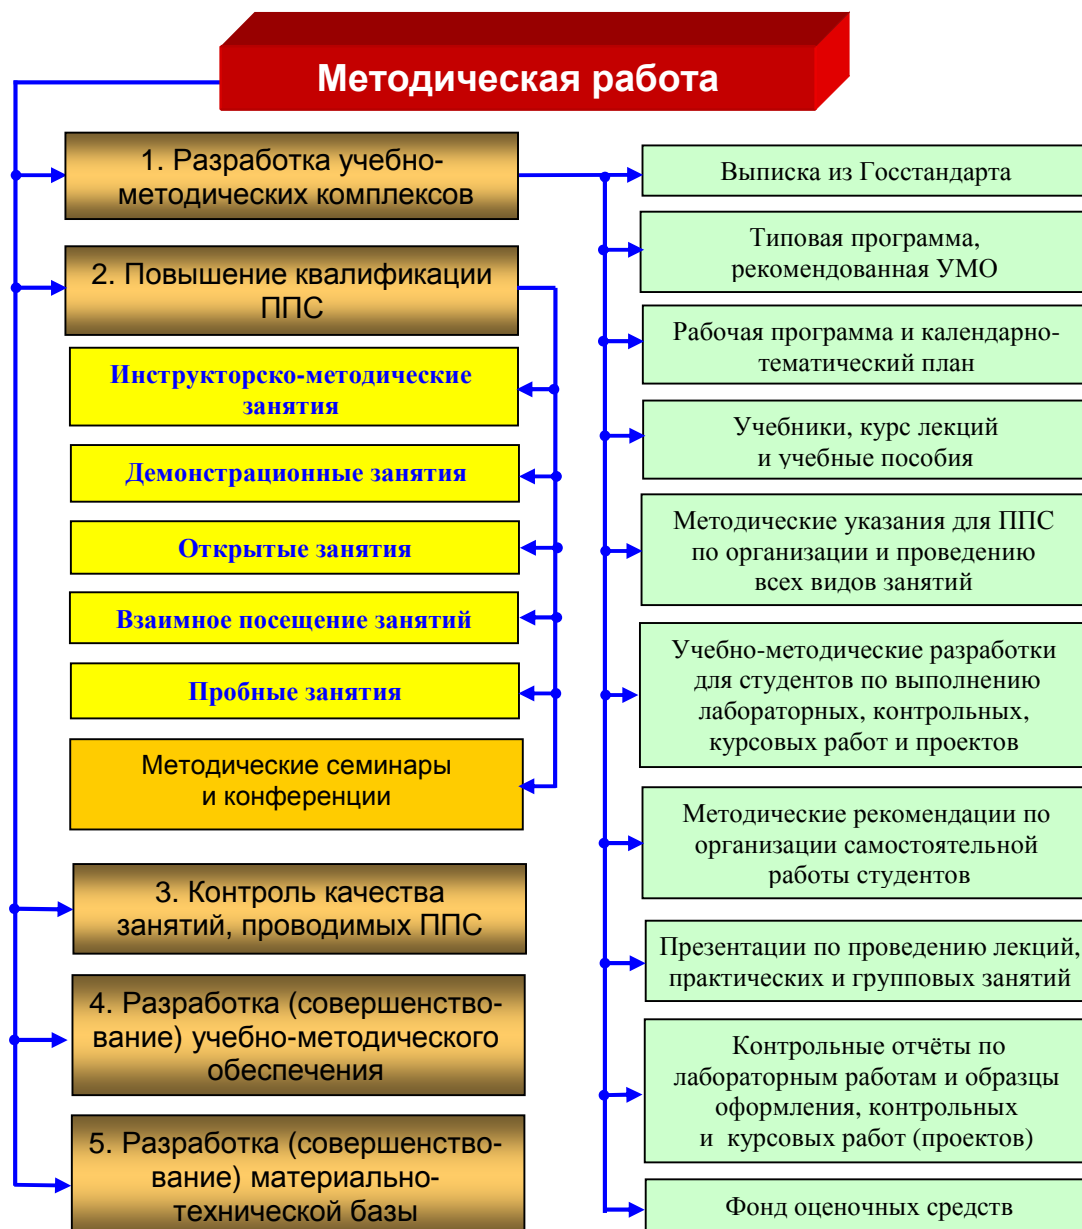 Методическая работа
1. Разработка учебно-
методических комплексов
2. Повышение квалификации
ППС
Инструкторско-методические
занятия
Демонстрационные занятия
Открытые занятия
Взаимное посещение занятий
Пробные занятия
Методические семинары
и конференции
3. Контроль качества
занятий, проводимых ППС
4. Разработка (совершенство-
вание) учебно-методического
обеспечения
5. Разработка (совершенство-
вание) материально-
технической базы
Выписка из Госстандарта
Типовая программа,
рекомендованная УМО
Рабочая программа и календарно-
тематический план
Учебники, курс лекций
и учебные пособия
Методические указания для ППС
по организации и проведению
всех видов занятий
Учебно-методические разработки
для студентов по выполнению
лабораторных, контрольных,
курсовых работ и проектов
Методические рекомендации по
организации самостоятельной
работы студентов
Презентации по проведению лекций,
практических и групповых занятий
Контрольные отчёты по
лабораторным работам и образцы
оформления, контрольных
и курсовых работ (проектов)
Фонд оценочных средств